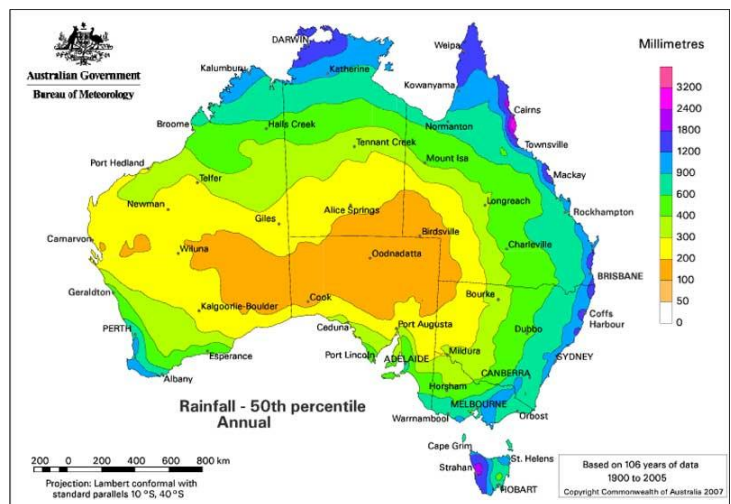 Australian Government
Bureau of Meteorology
DARWIN
Weipa
Kalumburu
Katherine
Kowanyama
Cairns
Broome
Halls Creek
Normanton
Townsville
Tennant Creek
Mount Isa
Port Hedland
Mackay
Telfer
Newman
Longreach
Rockhampton
Alice Springs
Giles
Birdsville
Carnarvon
Wiluna
Oodnadatta
Charleville
BRISBANE
Geraldton
Cook
Bourke
Kalgoorlie-Boulder
Coffs
Harbour
PERTH
Ceduna
Port Augusta
Dubbo
Esperance
Port Lincoln
ADELAIDE
Mildura
SYDNEY
Albany
CANBERRA
Horsham
MELBOURNE
Warrnambool
Orbost
Cape Grim
Strahan
St. Helens
HOBART
Millimetres
3200
2400
1800
1200
900
600
400
300
200
100
50
0
Rainfall - 50th percentile
Annual
200 0 200 400 600 800 km
Projection: Lambert conformal with
standard parallels 10 °S, 40 °S
Based on 106 years of data
1900 to 2005
Copyright Commonwealth of Australia 2007